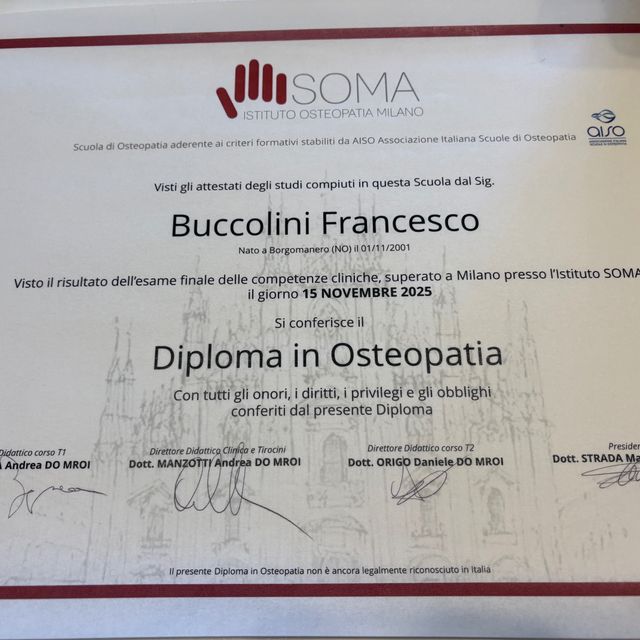 SOMA
ISTITUTO OSTEOPATIA MILANO
Scuola di Osteopatia aderente ai criteri formativi stabiliti da AISO Associazione Italiana Scuole di Osteopatia
aiso
Visti gli attestati degli studi compiuti in questa Scuola dal Sig.
Buccolini Francesco
Nato a Borgomanero (NO) il 01/11/2001
Visto il risultato dell'esame finale delle competenze cliniche, superato a Milano presso l'Istituto SOMA
il giorno 15 NOVEMBRE 2025
Si conferisce il
Diploma in Osteopatia
Con tutti gli onori, i diritti, i privilegi e gli obblighi
conferiti dal presente Diploma
Didattico corso T1
Andrea DO MROI
Direttore Didattico Clinica e Tirocini
Dott. MANZOTTI Andrea DO MROI
Direttore Didattico corso T2
Dott. ORIGO Daniele DO MROI
Presiden
Dott. STRADA Ma
Il presente Diploma in Osteopatia non è ancora legalmente riconosciuto in Italia